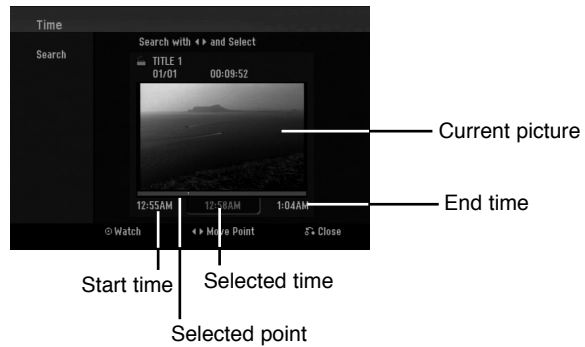 Time
Search
Search with ◂ ▸ and Select
TITLE 1
01/01 00:09:52
12:55AM 12:58AM 1:04AM
⊙ Watch ◂ ▸ Move Point Close
Current picture
End time
Start time
Selected time
Selected point